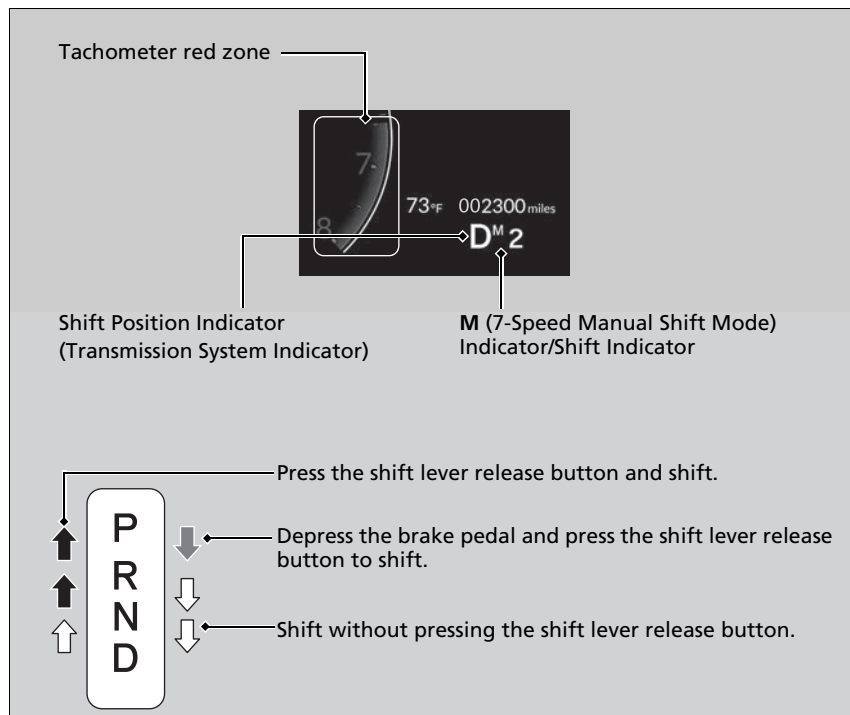 Tachometer red zone
7
8
73°F 002300 miles
Dᴹ 2
Shift Position Indicator
(Transmission System Indicator)
M (7-Speed Manual Shift Mode)
Indicator/Shift Indicator
Press the shift lever release button and shift.
Depress the brake pedal and press the shift lever release
button to shift.
Shift without pressing the shift lever release button.
P
R
N
D